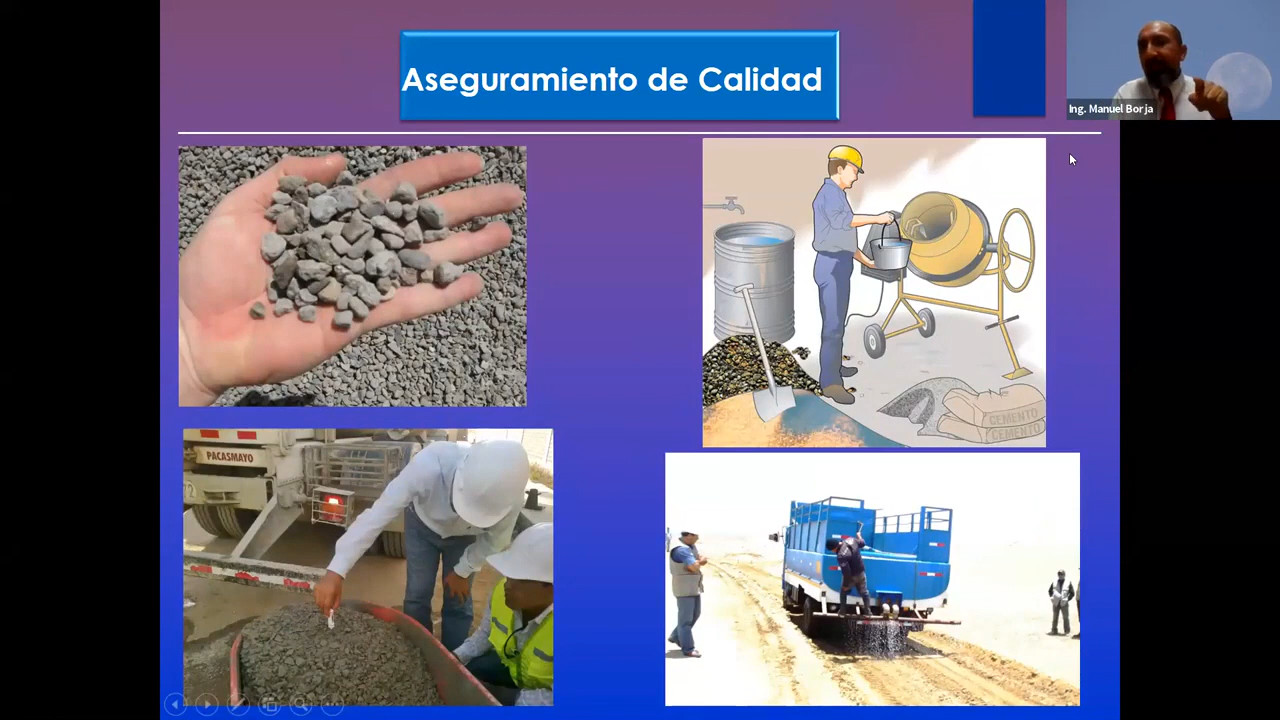 Aseguramiento de Calidad
Ing. Manuel Borja
CEMENTO
CEMENTO
PACASMAYO